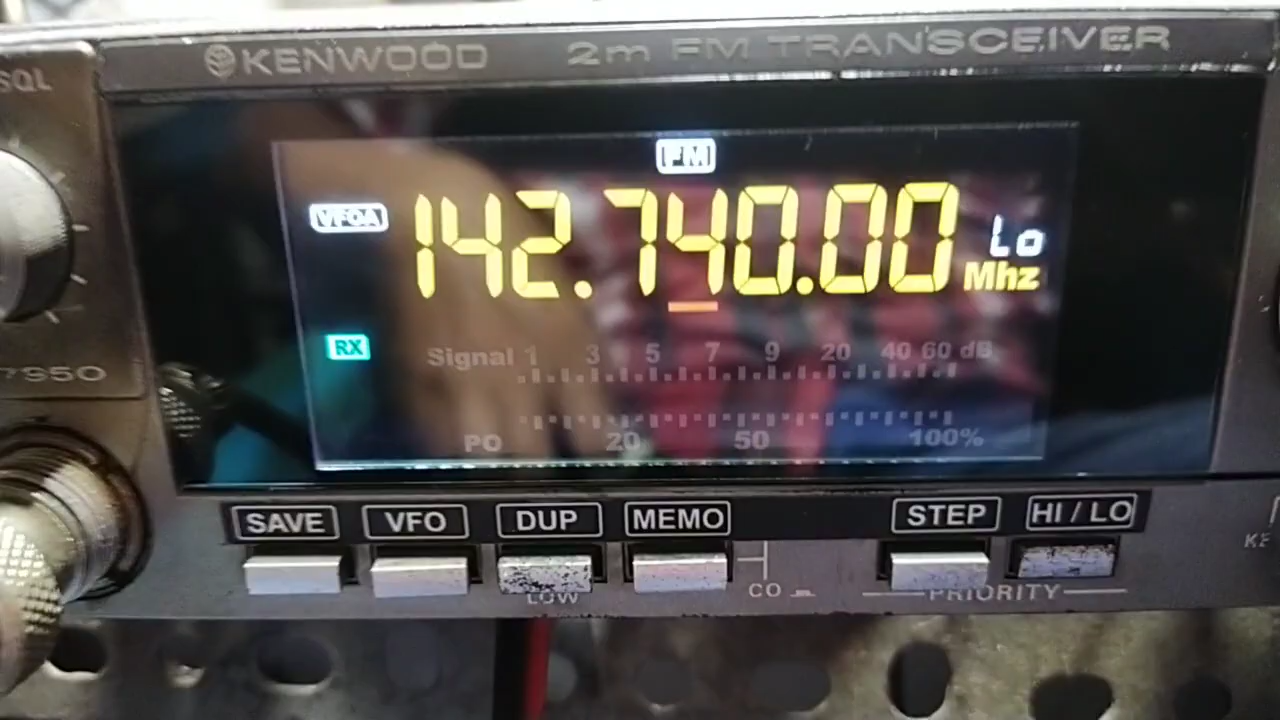 KENWOOD 2m FM TRANSCEIVER
SQL
FM
VFOA 142.740.00 Lo
Mhz
RX
Signal 1 3 5 7 9 20 40 60 dB
7950
PO 20 50 100%
SAVE VFO DUP MEMO STEP HI / LO
LOW CO PRIORITY